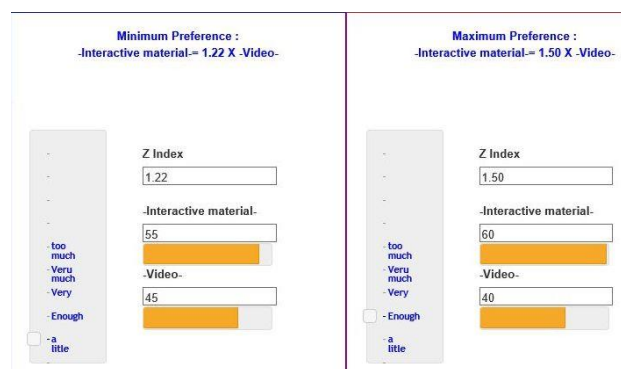 Minimum Preference :
-Interactive material-= 1.22 X -Video-
-
-
-
-
- too
much
- Veru
much
- Very
- Enough
- a
litle
-
Z Index
1.22
-Interactive material-
55
-Video-
45
Maximum Preference :
-Interactive material-= 1.50 X -Video-
-
-
-
-
- too
much
- Veru
much
- Very
- Enough
- a
litle
-
Z Index
1.50
-Interactive material-
60
-Video-
40